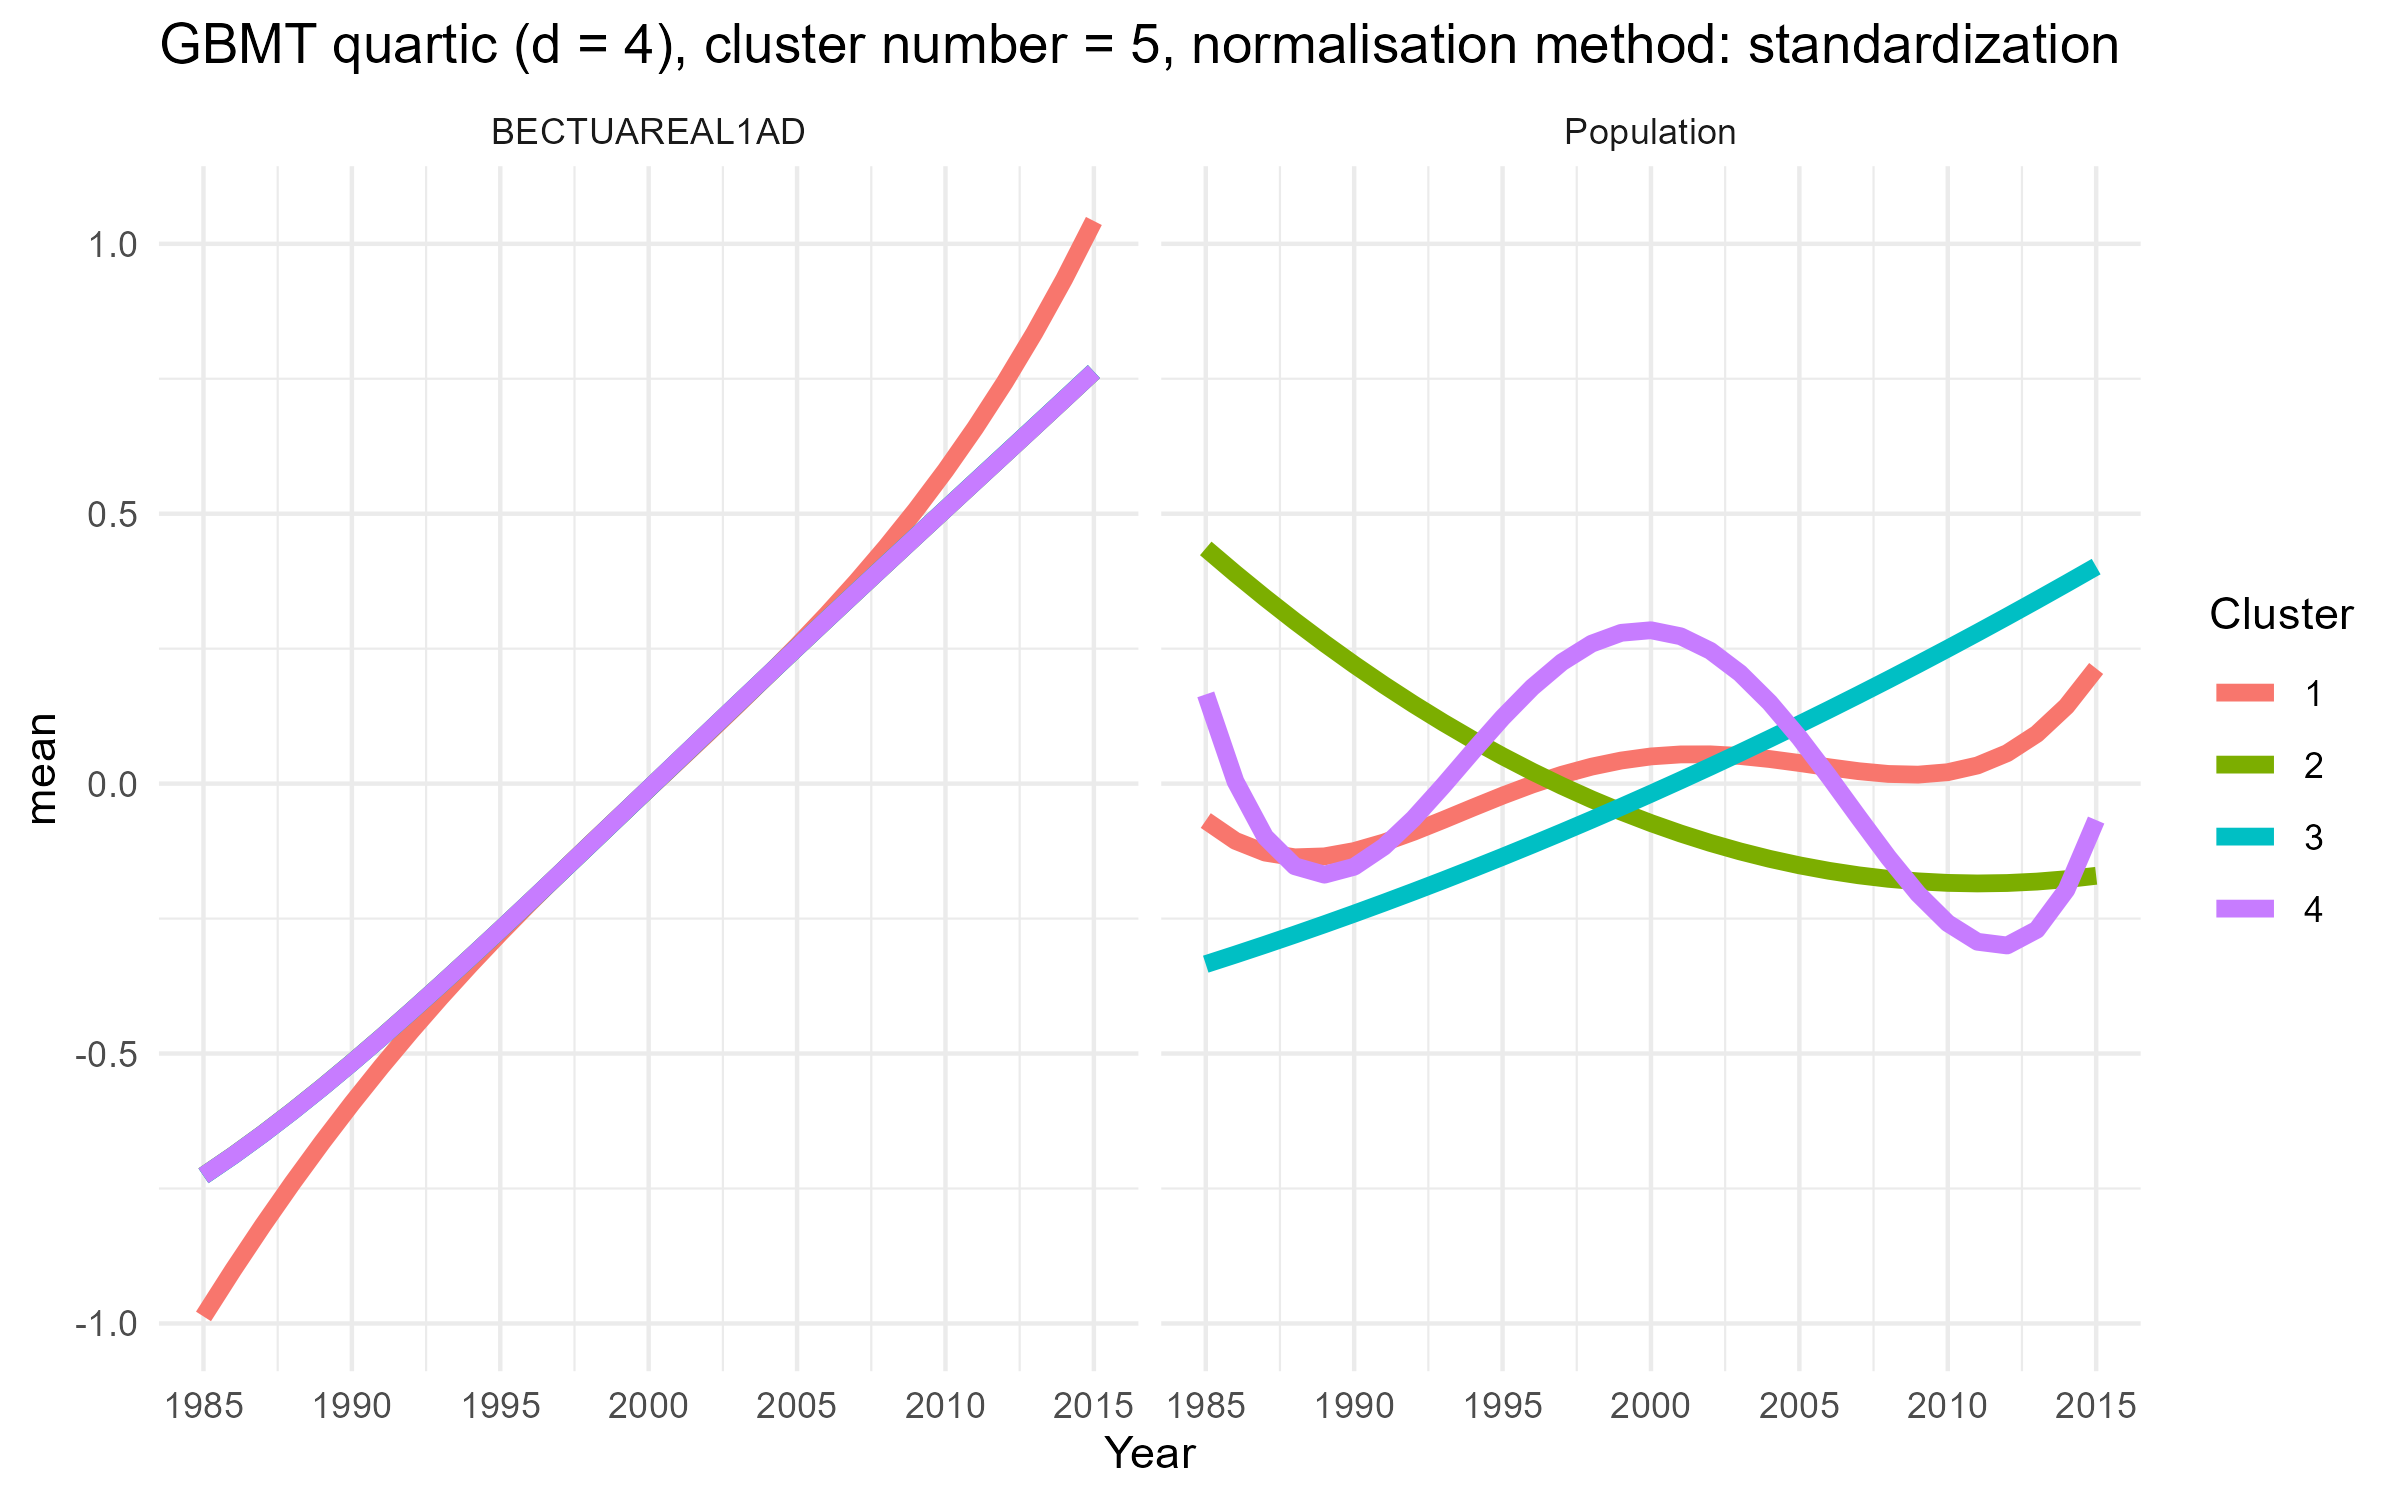 GBMT quartic (d = 4), cluster number = 5, normalisation method: standardization
BECTUAREAL1AD
Population
1.0
0.5
0.0
-0.5
-1.0
mean
1985 1990 1995 2000 2005 2010 2015
1985 1990 1995 2000 2005 2010 2015
Year
Cluster
1
2
3
4